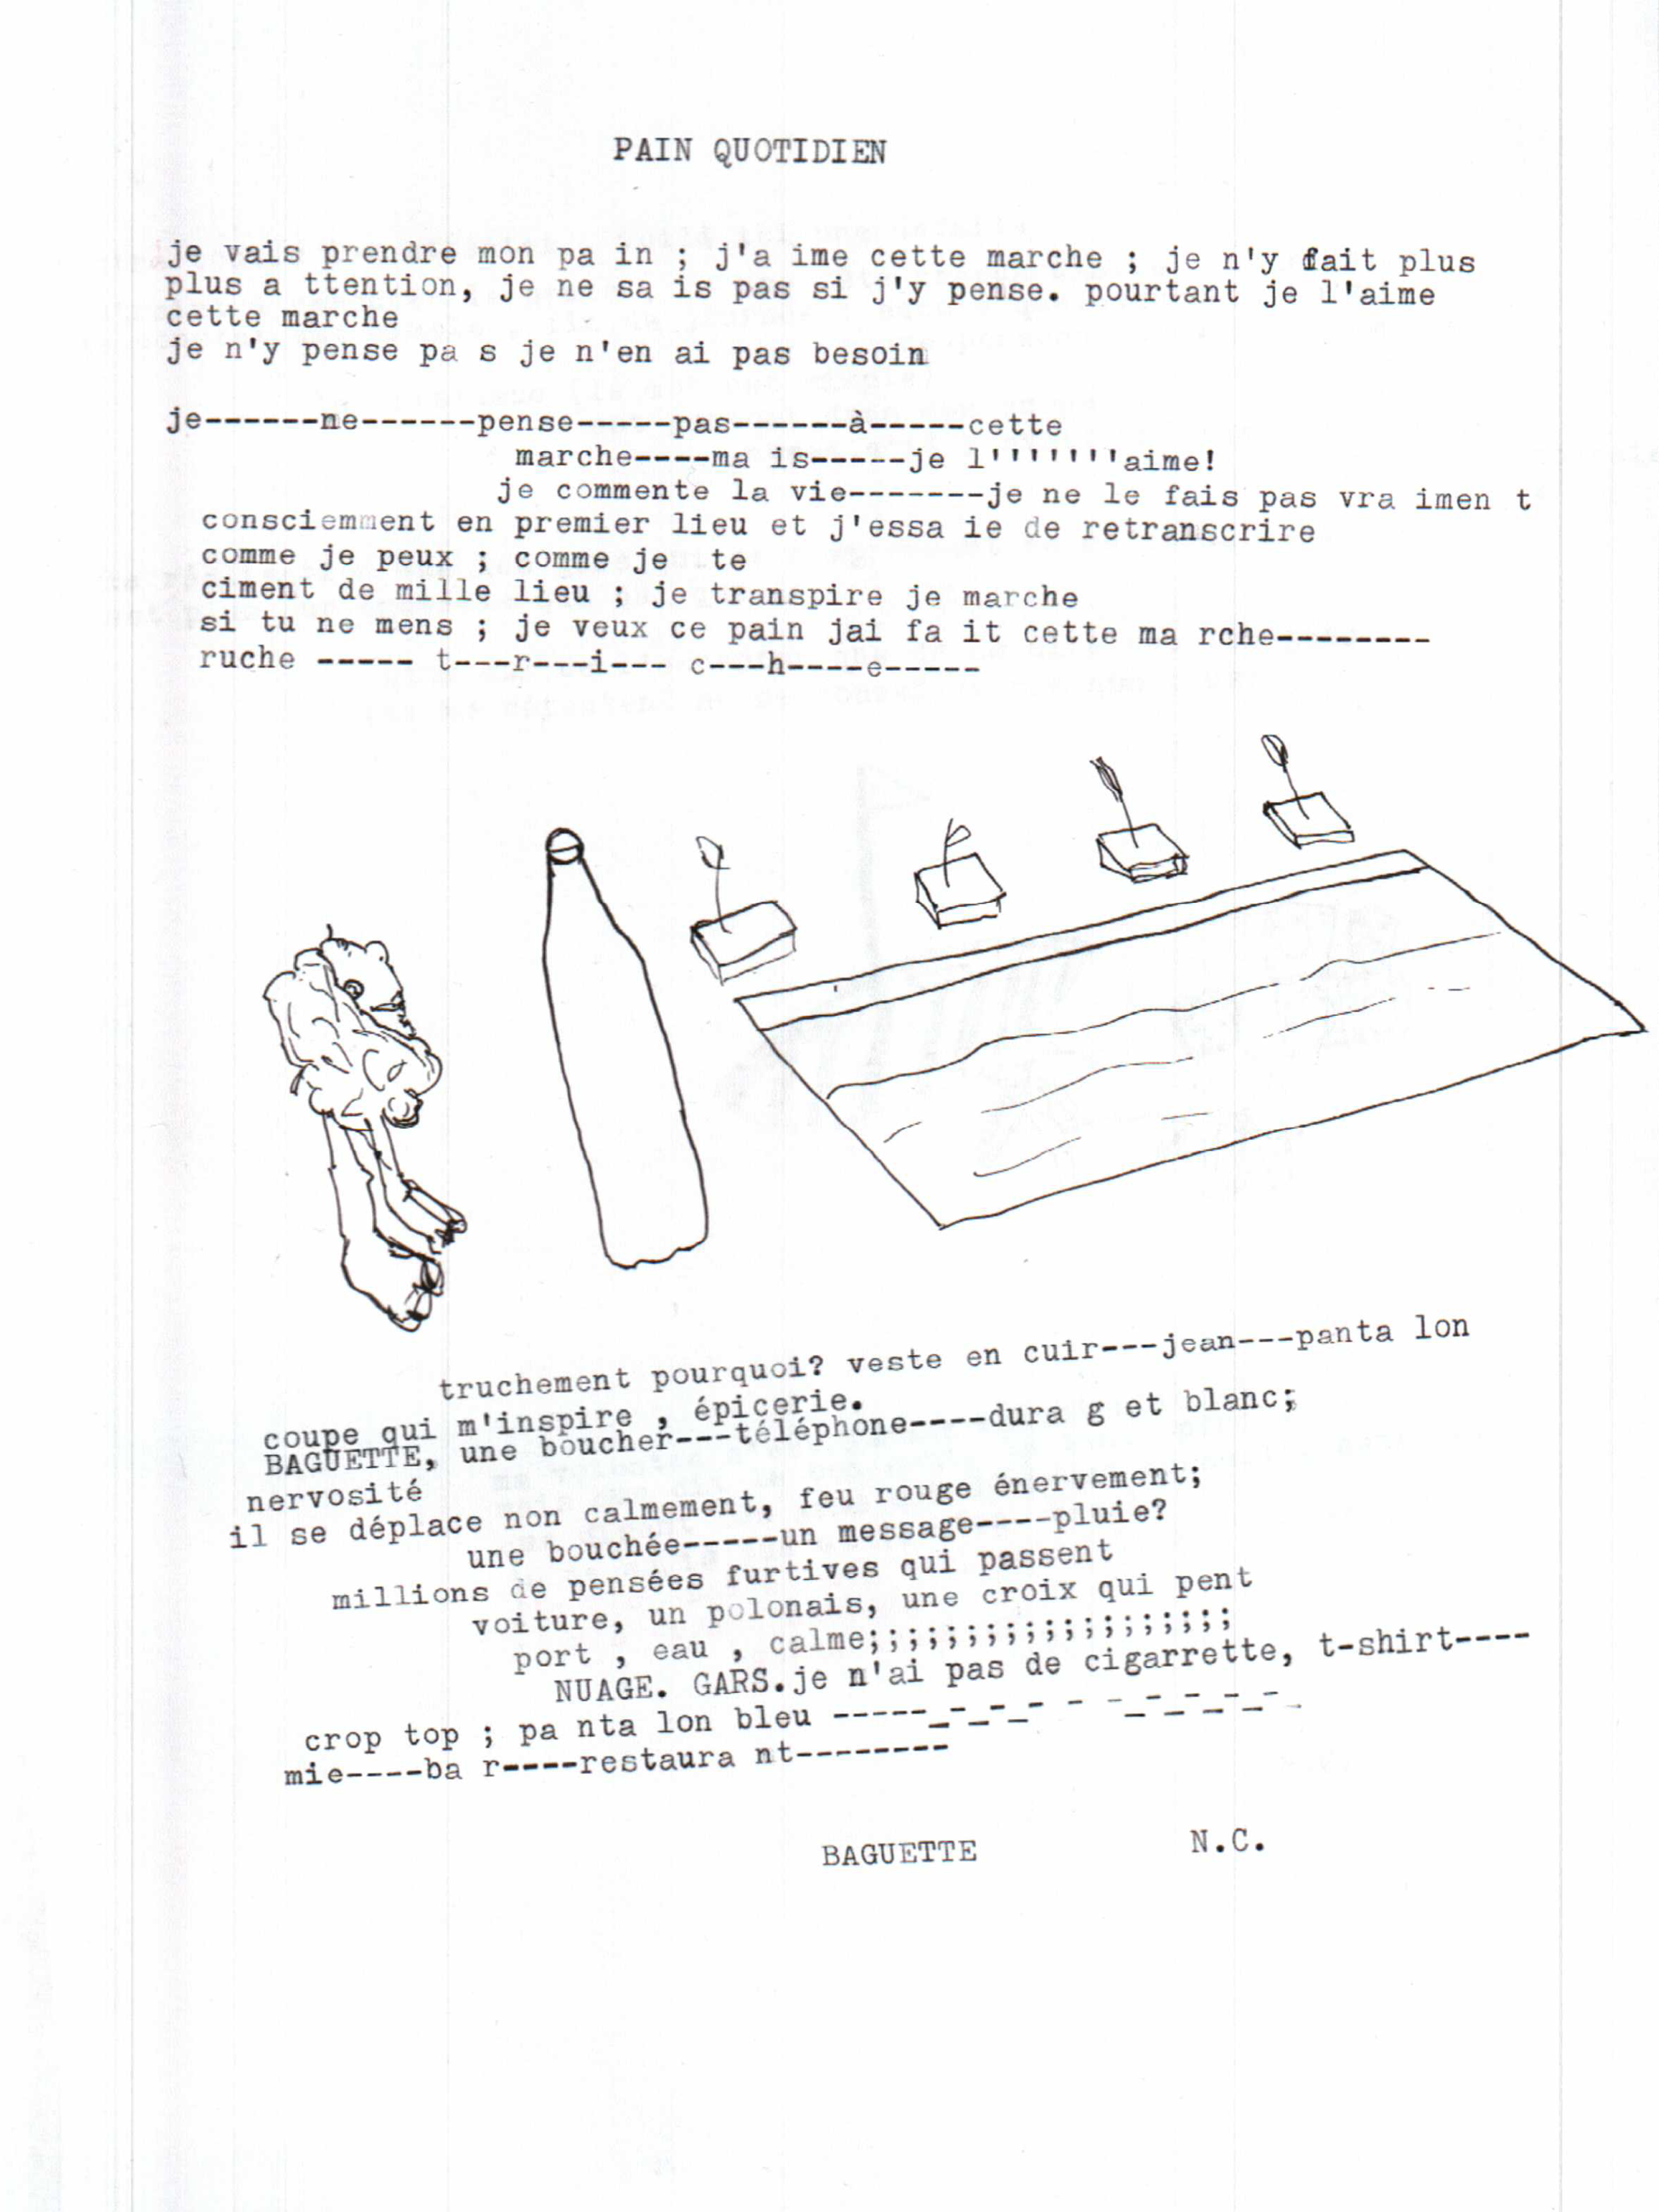 PAIN QUOTIDIEN
je vais prendre mon pa in ; j'a ime cette marche ; je n'y fait plus
plus a ttention, je ne sa is pas si j'y pense. pourtant je l'aime
cette marche
je n'y pense pa s je n'en ai pas besoin
je------ne------pense-----pas------à-----cette
marche----ma is-----je l'''''''aime!
je commente la vie-------je ne le fais pas vra imen t
consciemment en premier lieu et j'essa ie de retranscrire
comme je peux ; comme je  te
ciment de mille lieu ; je transpire je marche
si tu ne mens ; je veux ce pain jai fa it cette ma rche--------
ruche ----- t---r---i--- c---h----e-----
truchement pourquoi? veste en cuir---jean---panta lon
coupe qui m'inspire , épicerie.
BAGUETTE, une boucher---téléphone----dura g et blanc;
nervosité
il se déplace non calmement, feu rouge énervement;
une bouchée-----un message----pluie?
millions de pensées furtives qui passent
voiture, un polonais, une croix qui pent
port , eau , calme;;;;;;;;;;;;;;;;;;;
NUAGE. GARS.je n'ai pas de cigarrette, t-shirt----
crop top ; pa nta lon bleu -----_-_-_- - -_-_-_-_-_
mie----ba r----restaura nt--------
BAGUETTE N.C.